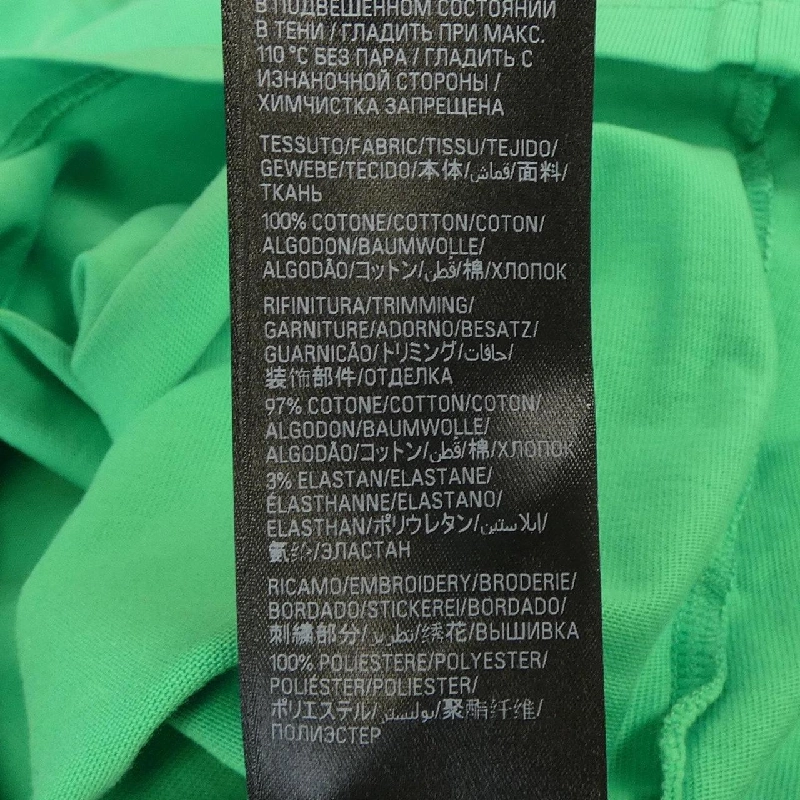 В ПОДВЕШЕННОМ СОСТОЯНИИ
В ТЕНИ / ГЛАДИТЬ ПРИ МАКС.
110 °C БЕЗ ПАРА / ГЛАДИТЬ С
ИЗНАНОЧНОЙ СТОРОНЫ /
ХИМЧИСТКА ЗАПРЕЩЕНА
TESSUTO/FABRIC/TISSU/TEJIDO/
GEWEBE/TECIDO/本体/قماش/面料/
ТКАНЬ
100% COTONE/COTTON/COTON/
ALGODON/BAUMWOLLE/
ALGODÃO/コットン/قُطن/棉/ХЛОПОК
RIFINITURA/TRIMMING/
GARNITURE/ADORNO/BESATZ/
GUARNICÃO/トリミング/حافات/
装饰部件/ОТДЕЛКА
97% COTONE/COTTON/COTON/
ALGODON/BAUMWOLLE/
ALGODÃO/コットン/قُطن/棉/ХЛОПОК
3% ELASTAN/ELASTANE/
ÉLASTHANNE/ELASTANO/
ELASTHAN/ポリウレタン/إيلاستين/
氨纶/ЭЛАСТАН
RICAMO/EMBROIDERY/BRODERIE/
BORDADO/STICKEREI/BORDADO/
刺繍部分/تطريز/绣花/ВЫШИВКА
100% POLIESTERE/POLYESTER/
POLIÉSTER/POLIESTER/
ポリエステル/بوليستر/聚酯纤维/
ПОЛИЭСТЕР